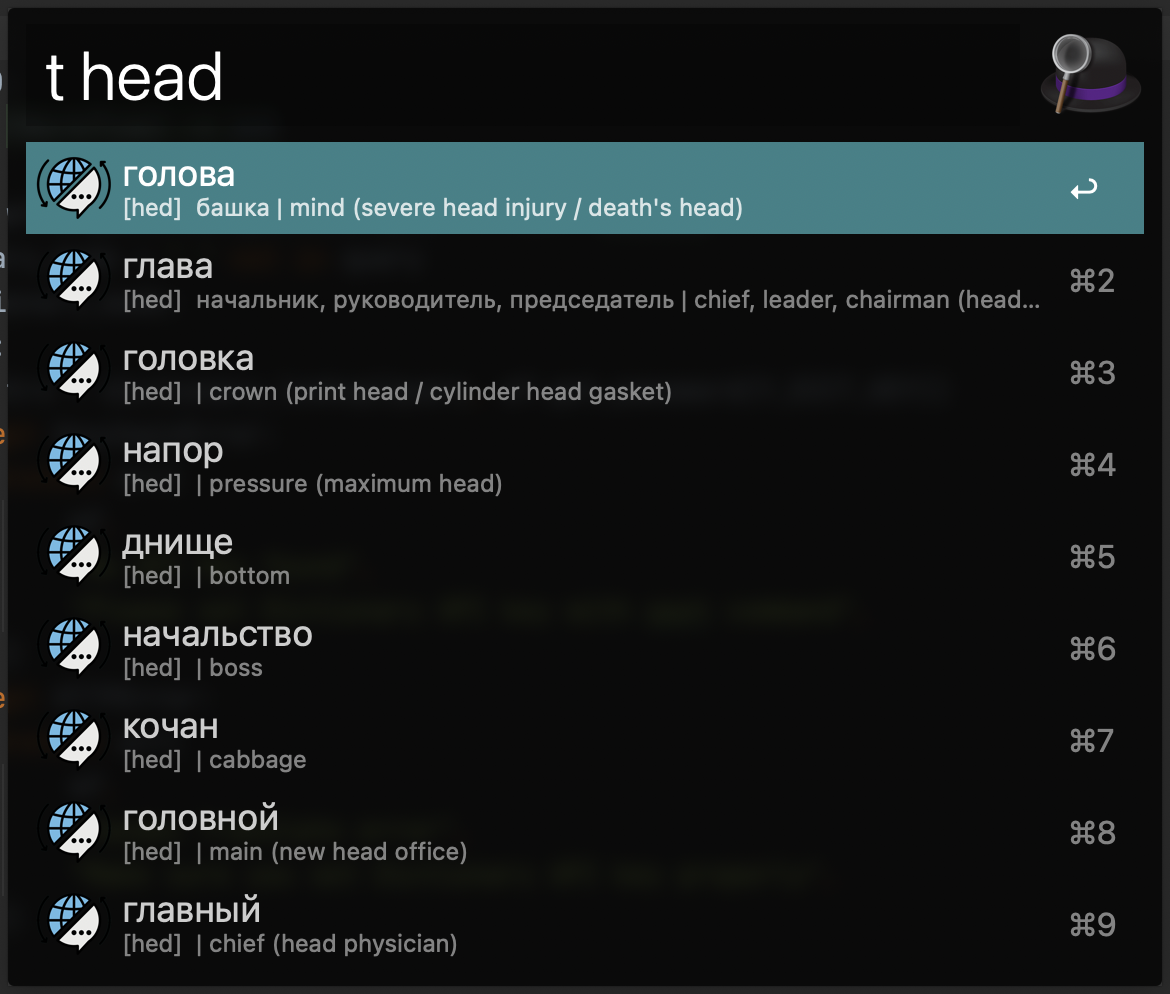 t head
голова
[hed] башка | mind (severe head injury / death's head)
глава
[hed] начальник, руководитель, председатель | chief, leader, chairman (head...
⌘2
головка
[hed] | crown (print head / cylinder head gasket)
⌘3
напор
[hed] | pressure (maximum head)
⌘4
днище
[hed] | bottom
⌘5
начальство
[hed] | boss
⌘6
кочан
[hed] | cabbage
⌘7
головной
[hed] | main (new head office)
⌘8
главный
[hed] | chief (head physician)
⌘9